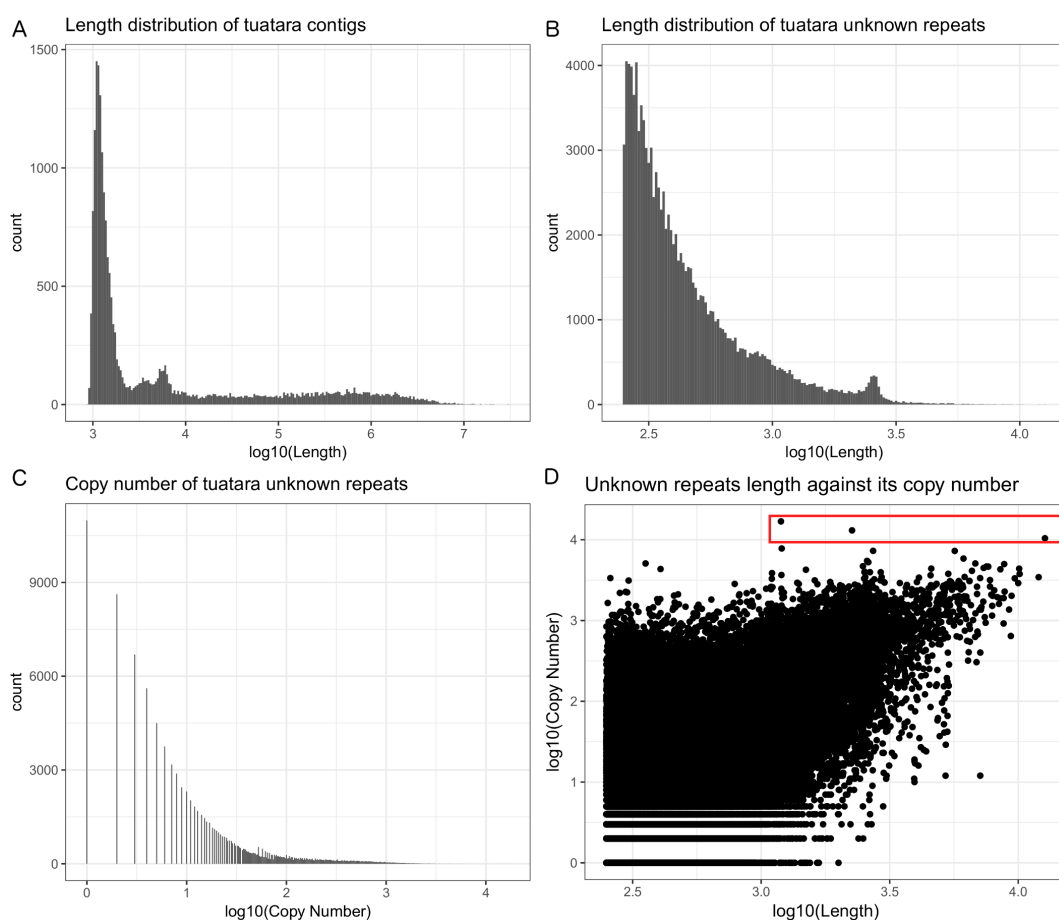 A
Length distribution of tuatara contigs
1500
1000
500
0
count
3
4
5
6
7
log10(Length)
B
Length distribution of tuatara unknown repeats
4000
3000
2000
1000
0
count
2.5
3.0
3.5
4.0
log10(Length)
C
Copy number of tuatara unknown repeats
9000
6000
3000
0
count
0
1
2
3
4
log10(Copy Number)
D
Unknown repeats length against its copy number
4
3
2
1
0
log10(Copy Number)
2.5
3.0
3.5
4.0
log10(Length)